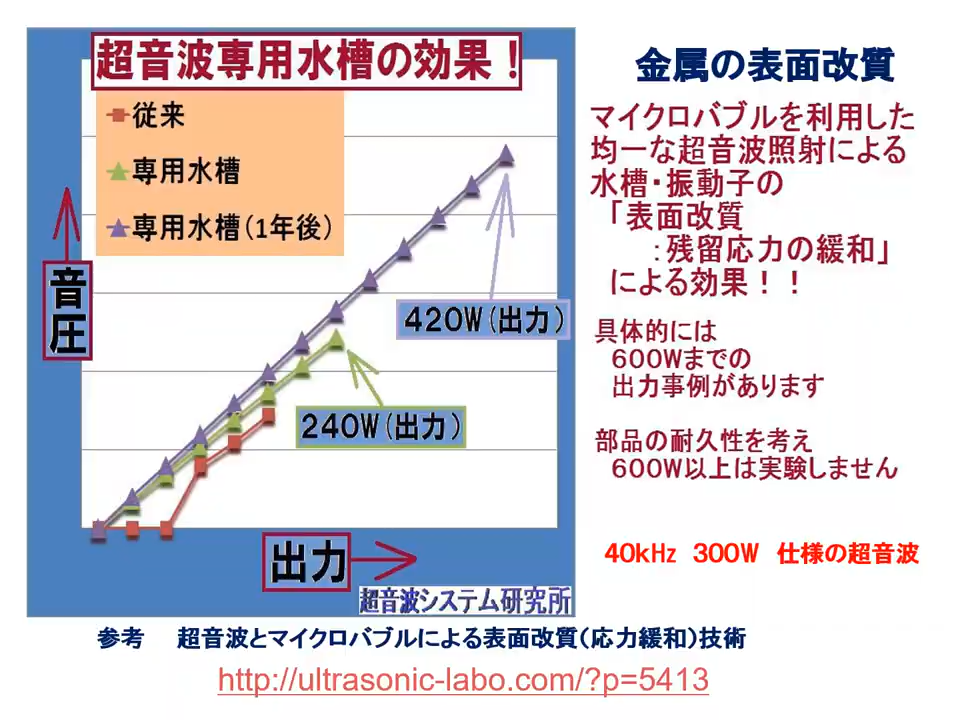 超音波専用水槽の効果!
従来
専用水槽
専用水槽(1年後)
音圧
420W(出力)
240W(出力)
出力
超音波システム研究所
金属の表面改質
マイクロバブルを利用した
均一な超音波照射による
水槽・振動子の
「表面改質
:残留応力の緩和」
による効果!!
具体的には
600Wまでの
出力事例があります
部品の耐久性を考え
600W以上は実験しません
40kHz 300W 仕様の超音波
参考 超音波とマイクロバブルによる表面改質(応力緩和)技術
http://ultrasonic-labo.com/?p=5413